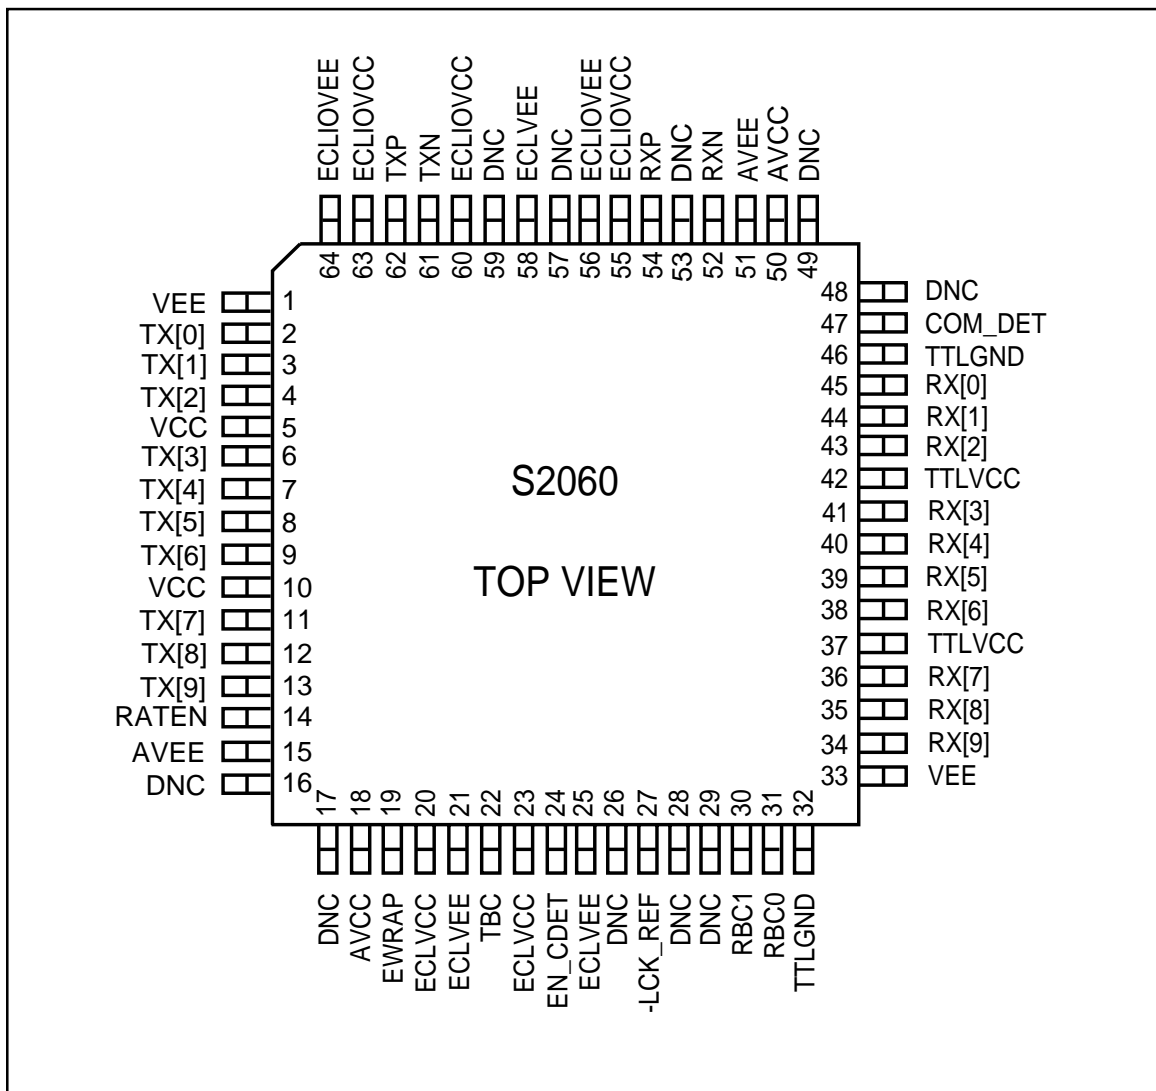 ECLIOVEE
ECLIOVCC
TXP
TXN
ECLIOVCC
DNC
ECLVEE
DNC
ECLIOVEE
ECLIOVCC
RXP
DNC
RXN
AVEE
AVCC
DNC
64
63
62
61
60
59
58
57
56
55
54
53
52
51
50
49
VEE 1
TX[0] 2
TX[1] 3
TX[2] 4
VCC 5
TX[3] 6
TX[4] 7
TX[5] 8
TX[6] 9
VCC 10
TX[7] 11
TX[8] 12
TX[9] 13
RATEN 14
AVEE 15
DNC 16
S2060
TOP VIEW
48 DNC
47 COM_DET
46 TTLGND
45 RX[0]
44 RX[1]
43 RX[2]
42 TTLVCC
41 RX[3]
40 RX[4]
39 RX[5]
38 RX[6]
37 TTLVCC
36 RX[7]
35 RX[8]
34 RX[9]
33 VEE
17
18
19
20
21
22
23
24
25
26
27
28
29
30
31
32
DNC
AVCC
EWRAP
ECLVCC
ECLVEE
TBC
ECLVCC
EN_CDET
ECLVEE
DNC
-LCK_REF
DNC
DNC
RBC1
RBC0
TTLGND